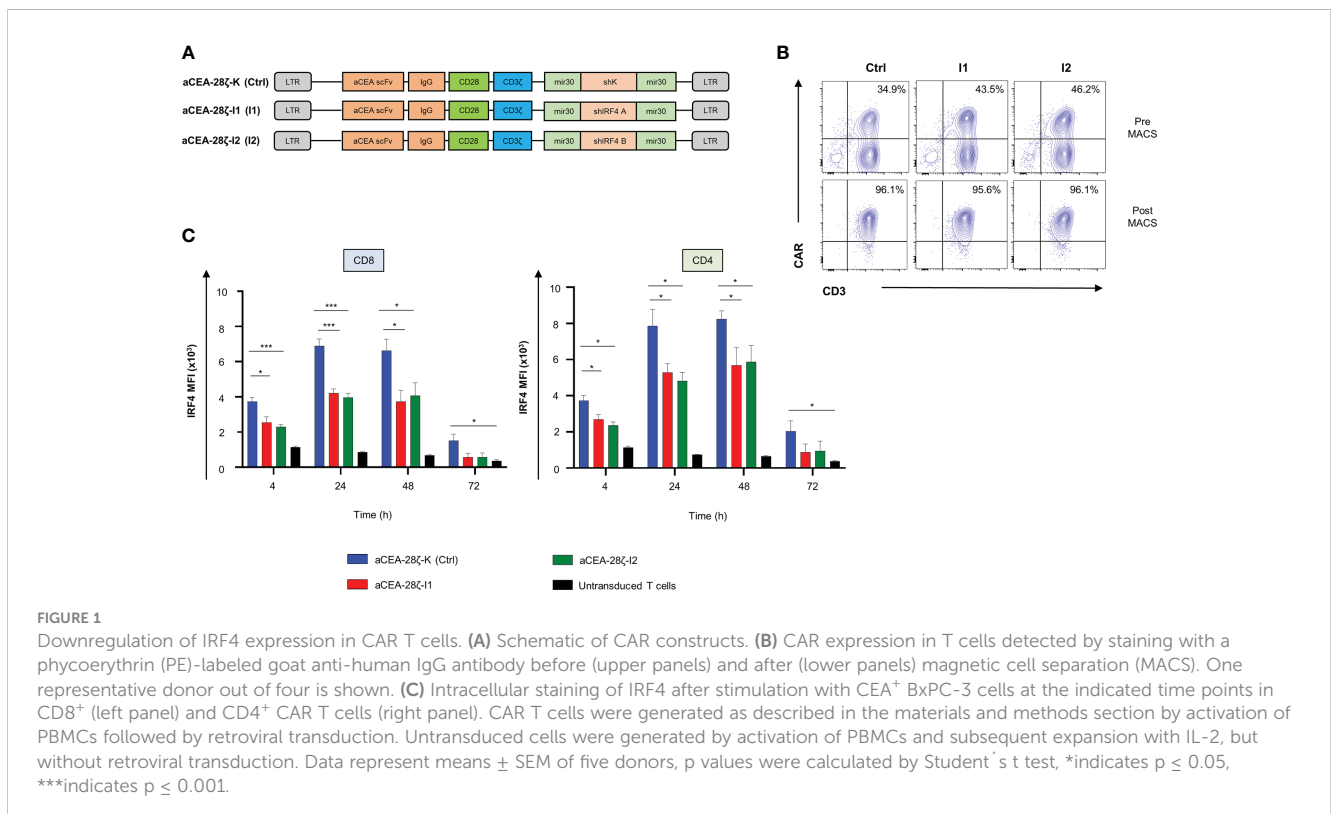 A
aCEA-28ζ-K (Ctrl) LTR aCEA scFv IgG CD28 CD3ζ mir30 shK mir30 LTR
aCEA-28ζ-I1 (I1) LTR aCEA scFv IgG CD28 CD3ζ mir30 shIRF4 A mir30 LTR
aCEA-28ζ-I2 (I2) LTR aCEA scFv IgG CD28 CD3ζ mir30 shIRF4 B mir30 LTR
B
Ctrl I1 I2
34.9% 43.5% 46.2%
Pre
MACS
96.1% 95.6% 96.1%
Post
MACS
CAR
CD3
C
CD8
IRF4 MFI (x10³)
10
8
6
4
2
0
*** * *** *** * * *
4 24 48 72
Time (h)
CD4
IRF4 MFI (x10³)
10
8
6
4
2
0
* * * * * * *
4 24 48 72
Time (h)
aCEA-28ζ-K (Ctrl) aCEA-28ζ-I2
aCEA-28ζ-I1 Untransduced T cells
FIGURE 1
Downregulation of IRF4 expression in CAR T cells. (A) Schematic of CAR constructs. (B) CAR expression in T cells detected by staining with a
phycoerythrin (PE)-labeled goat anti-human IgG antibody before (upper panels) and after (lower panels) magnetic cell separation (MACS). One
representative donor out of four is shown. (C) Intracellular staining of IRF4 after stimulation with CEA⁺ BxPC-3 cells at the indicated time points in
CD8⁺ (left panel) and CD4⁺ CAR T cells (right panel). CAR T cells were generated as described in the materials and methods section by activation of
PBMCs followed by retroviral transduction. Untransduced cells were generated by activation of PBMCs and subsequent expansion with IL-2, but
without retroviral transduction. Data represent means ± SEM of five donors, p values were calculated by Student´s t test, *indicates p ≤ 0.05,
***indicates p ≤ 0.001.